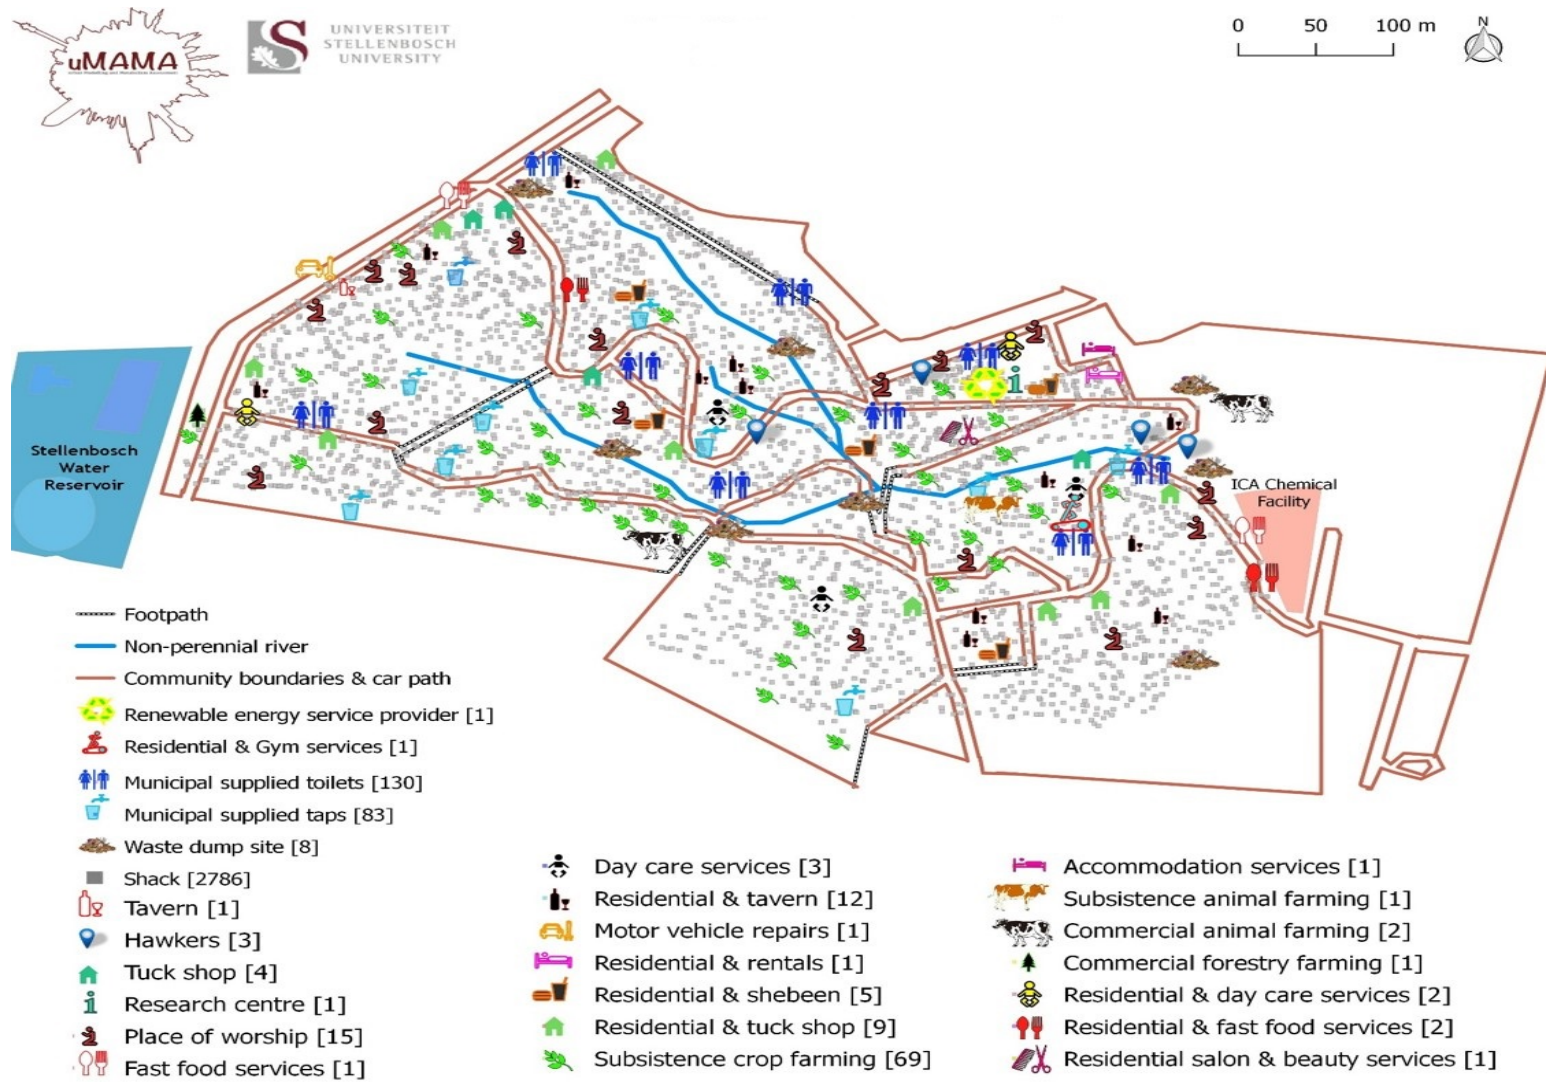 uMAMA
UNIVERSITEIT
STELLENBOSCH
UNIVERSITY
0 50 100 m
N
Stellenbosch
Water
Reservoir
ICA Chemical
Facility
Footpath
Non-perennial river
Community boundaries & car path
Renewable energy service provider [1]
Residential & Gym services [1]
Municipal supplied toilets [130]
Municipal supplied taps [83]
Waste dump site [8]
Shack [2786]
Tavern [1]
Hawkers [3]
Tuck shop [4]
Research centre [1]
Place of worship [15]
Fast food services [1]
Day care services [3]
Residential & tavern [12]
Motor vehicle repairs [1]
Residential & rentals [1]
Residential & shebeen [5]
Residential & tuck shop [9]
Subsistence crop farming [69]
Accommodation services [1]
Subsistence animal farming [1]
Commercial animal farming [2]
Commercial forestry farming [1]
Residential & day care services [2]
Residential & fast food services [2]
Residential salon & beauty services [1]